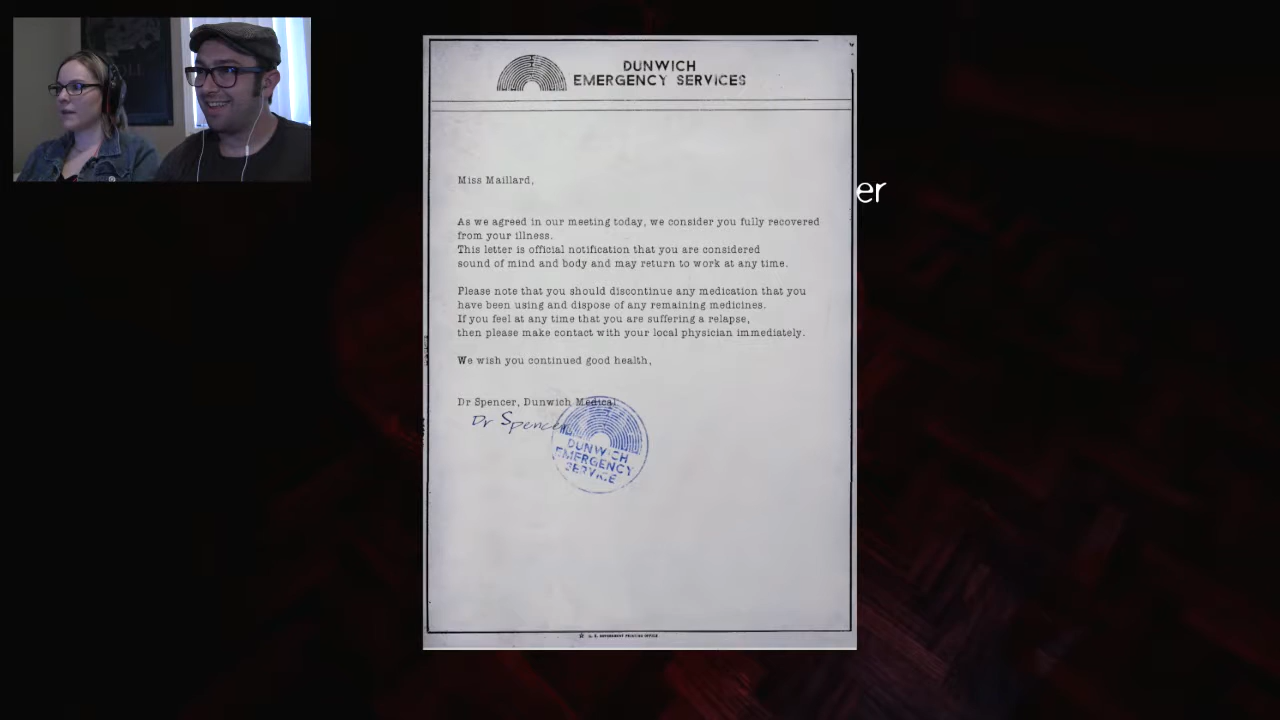 DUNWICH
EMERGENCY SERVICES
Miss Maillard,
er
As we agreed in our meeting today, we consider you fully recovered
from your illness.
This letter is official notification that you are considered
sound of mind and body and may return to work at any time.
Please note that you should discontinue any medication that you
have been using and dispose of any remaining medicines.
If you feel at any time that you are suffering a relapse,
then please make contact with your local physician immediately.
We wish you continued good health,
Dr Spencer, Dunwich Medical
Dr Spencer
DUNWICH
EMERGENCY
SERVICE
U. S. GOVERNMENT PRINTING OFFICE